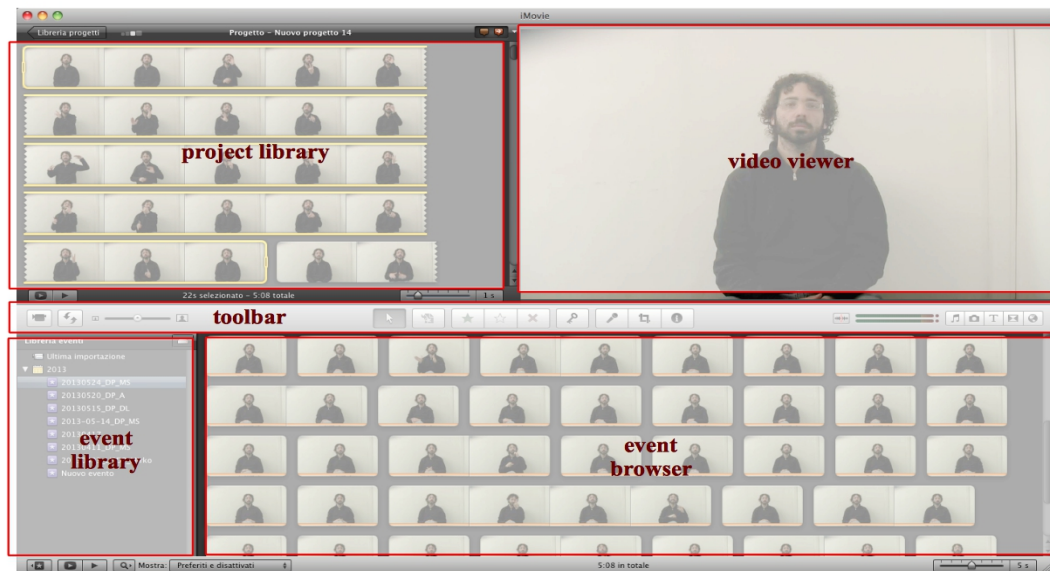 iMovie
Libreria progetti
Progetto - Nuovo progetto 14
project library
video viewer
22s selezionato - 5:08 totale
1 s
toolbar
Libreria eventi
Ultima importazione
2013
20130524_DP_MS
20130520_DP_A
20130515_DP_DL
2013-05-14_DP_MS
event
library
Nuovo evento
event
browser
Mostra:
Preferiti e disattivati
5:08 in totale
5 s